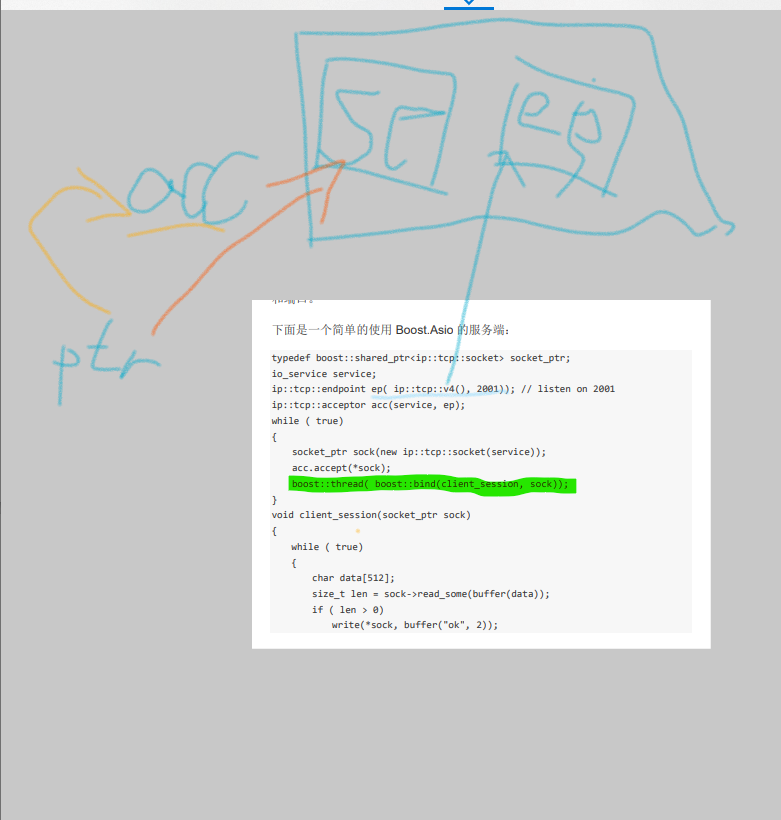 sc
ep
acc
ptr
下面是一个简单的使用 Boost.Asio 的服务端：
typedef boost::shared_ptr<ip::tcp::socket> socket_ptr;
io_service service;
ip::tcp::endpoint ep( ip::tcp::v4(), 2001)); // listen on 2001
ip::tcp::acceptor acc(service, ep);
while ( true)
{
socket_ptr sock(new ip::tcp::socket(service));
acc.accept(*sock);
boost::thread( boost::bind(client_session, sock));
}
void client_session(socket_ptr sock)
{
while ( true)
{
char data[512];
size_t len = sock->read_some(buffer(data));
if ( len > 0)
write(*sock, buffer("ok", 2));